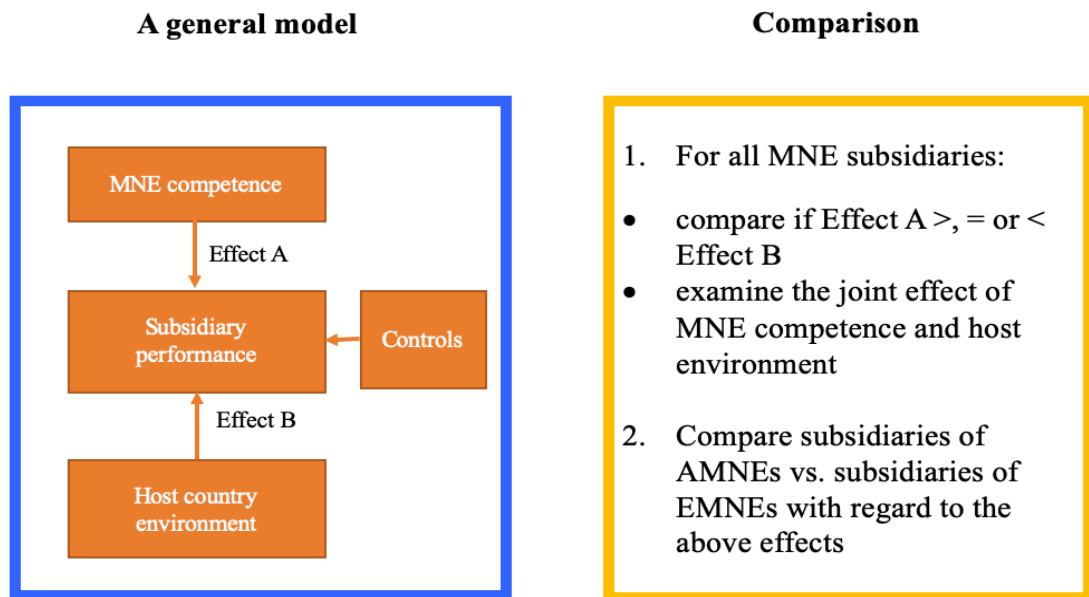 A general model
MNE competence
Effect A
Subsidiary
performance
Controls
Effect B
Host country
environment
Comparison
1. For all MNE subsidiaries:
• compare if Effect A >, = or <
Effect B
• examine the joint effect of
MNE competence and host
environment
2. Compare subsidiaries of
AMNEs vs. subsidiaries of
EMNEs with regard to the
above effects